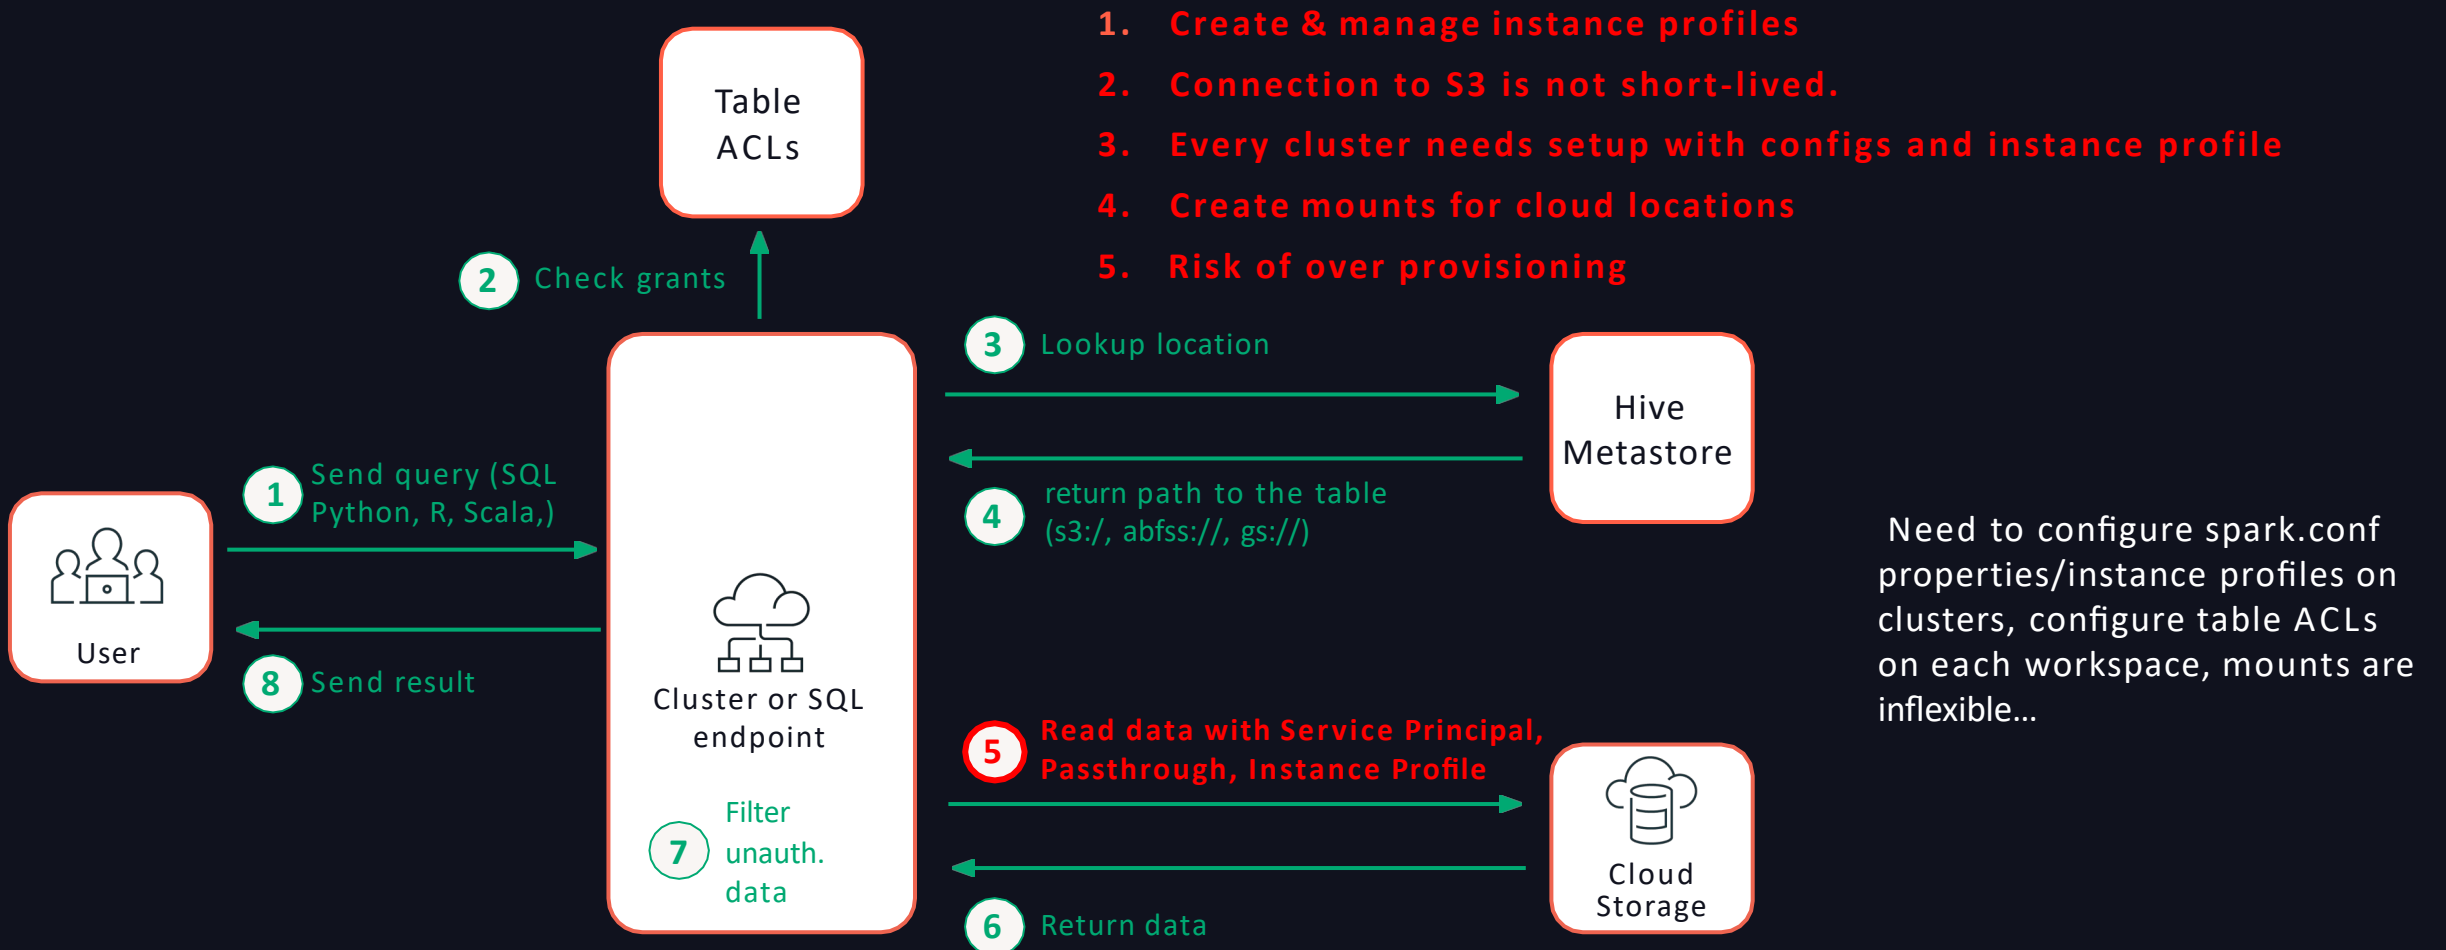 1. Create & manage instance profiles
2. Connection to S3 is not short-lived.
3. Every cluster needs setup with configs and instance profile
4. Create mounts for cloud locations
5. Risk of over provisioning
Table
ACLs
2 Check grants
3 Lookup location
Hive
Metastore
1 Send query (SQL
Python, R, Scala,)
4 return path to the table
(s3:/, abfss://, gs://)
User
8 Send result
Cluster or SQL
endpoint
Need to configure spark.conf
properties/instance profiles on
clusters, configure table ACLs
on each workspace, mounts are
inflexible...
5 Read data with Service Principal,
Passthrough, Instance Profile
7 Filter
unauth.
data
Cloud
Storage
6 Return data